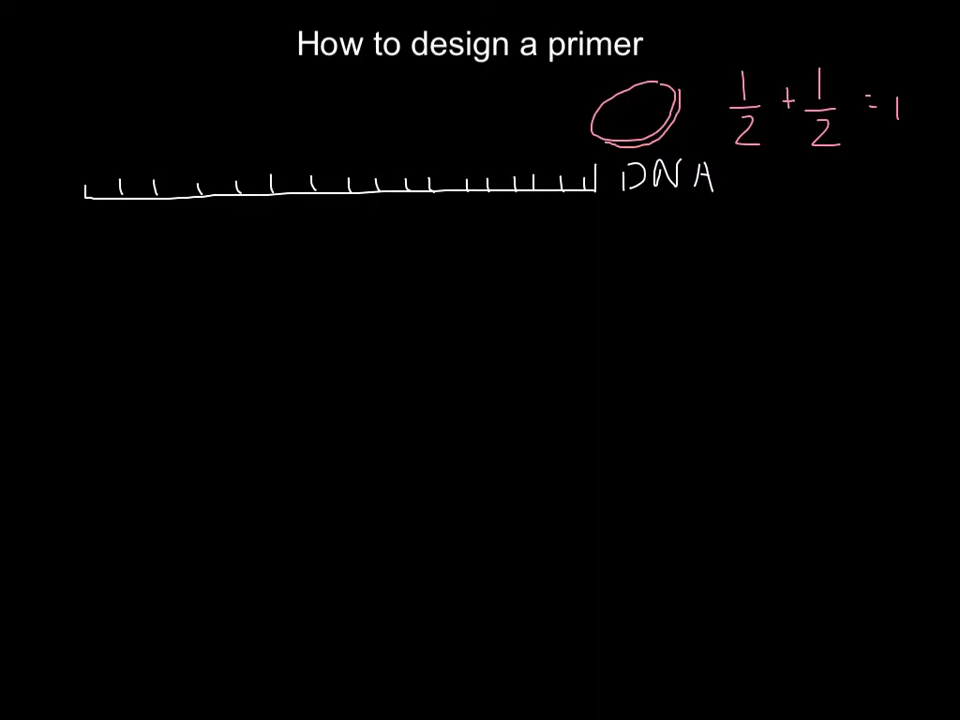 How to design a primer
1/2 + 1/2 = 1
DNA